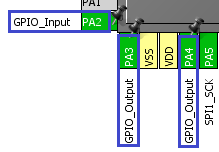 PA1
GPIO_Input
PA2
PA3
VSS
VDD
PA4
PA5
GPIO_Output
GPIO_Output
SPI1_SCK